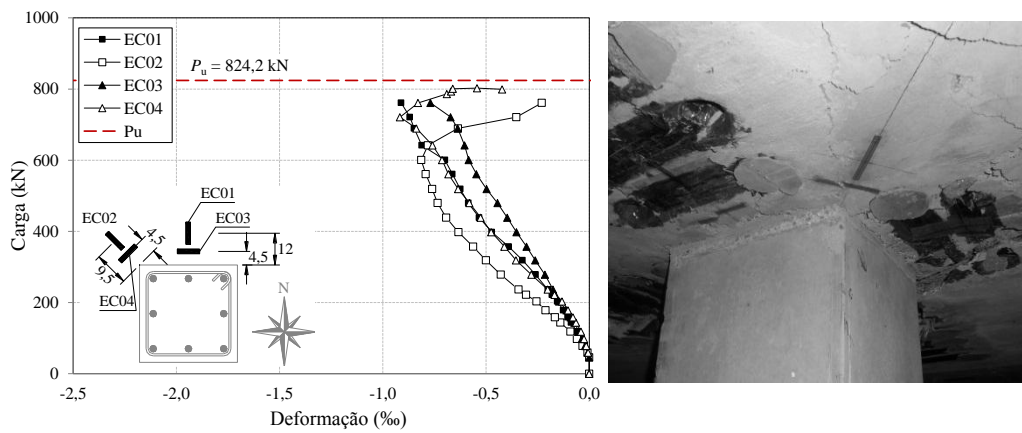 1000
800
600
400
200
0
Carga (kN)
EC01
EC02
EC03
EC04
Pu
Pu = 824,2 kN
EC01
EC02
EC03
4,5
4,5
12
9,5
EC04
N
-2,5
-2,0
-1,5
-1,0
-0,5
0,0
Deformação (‰)